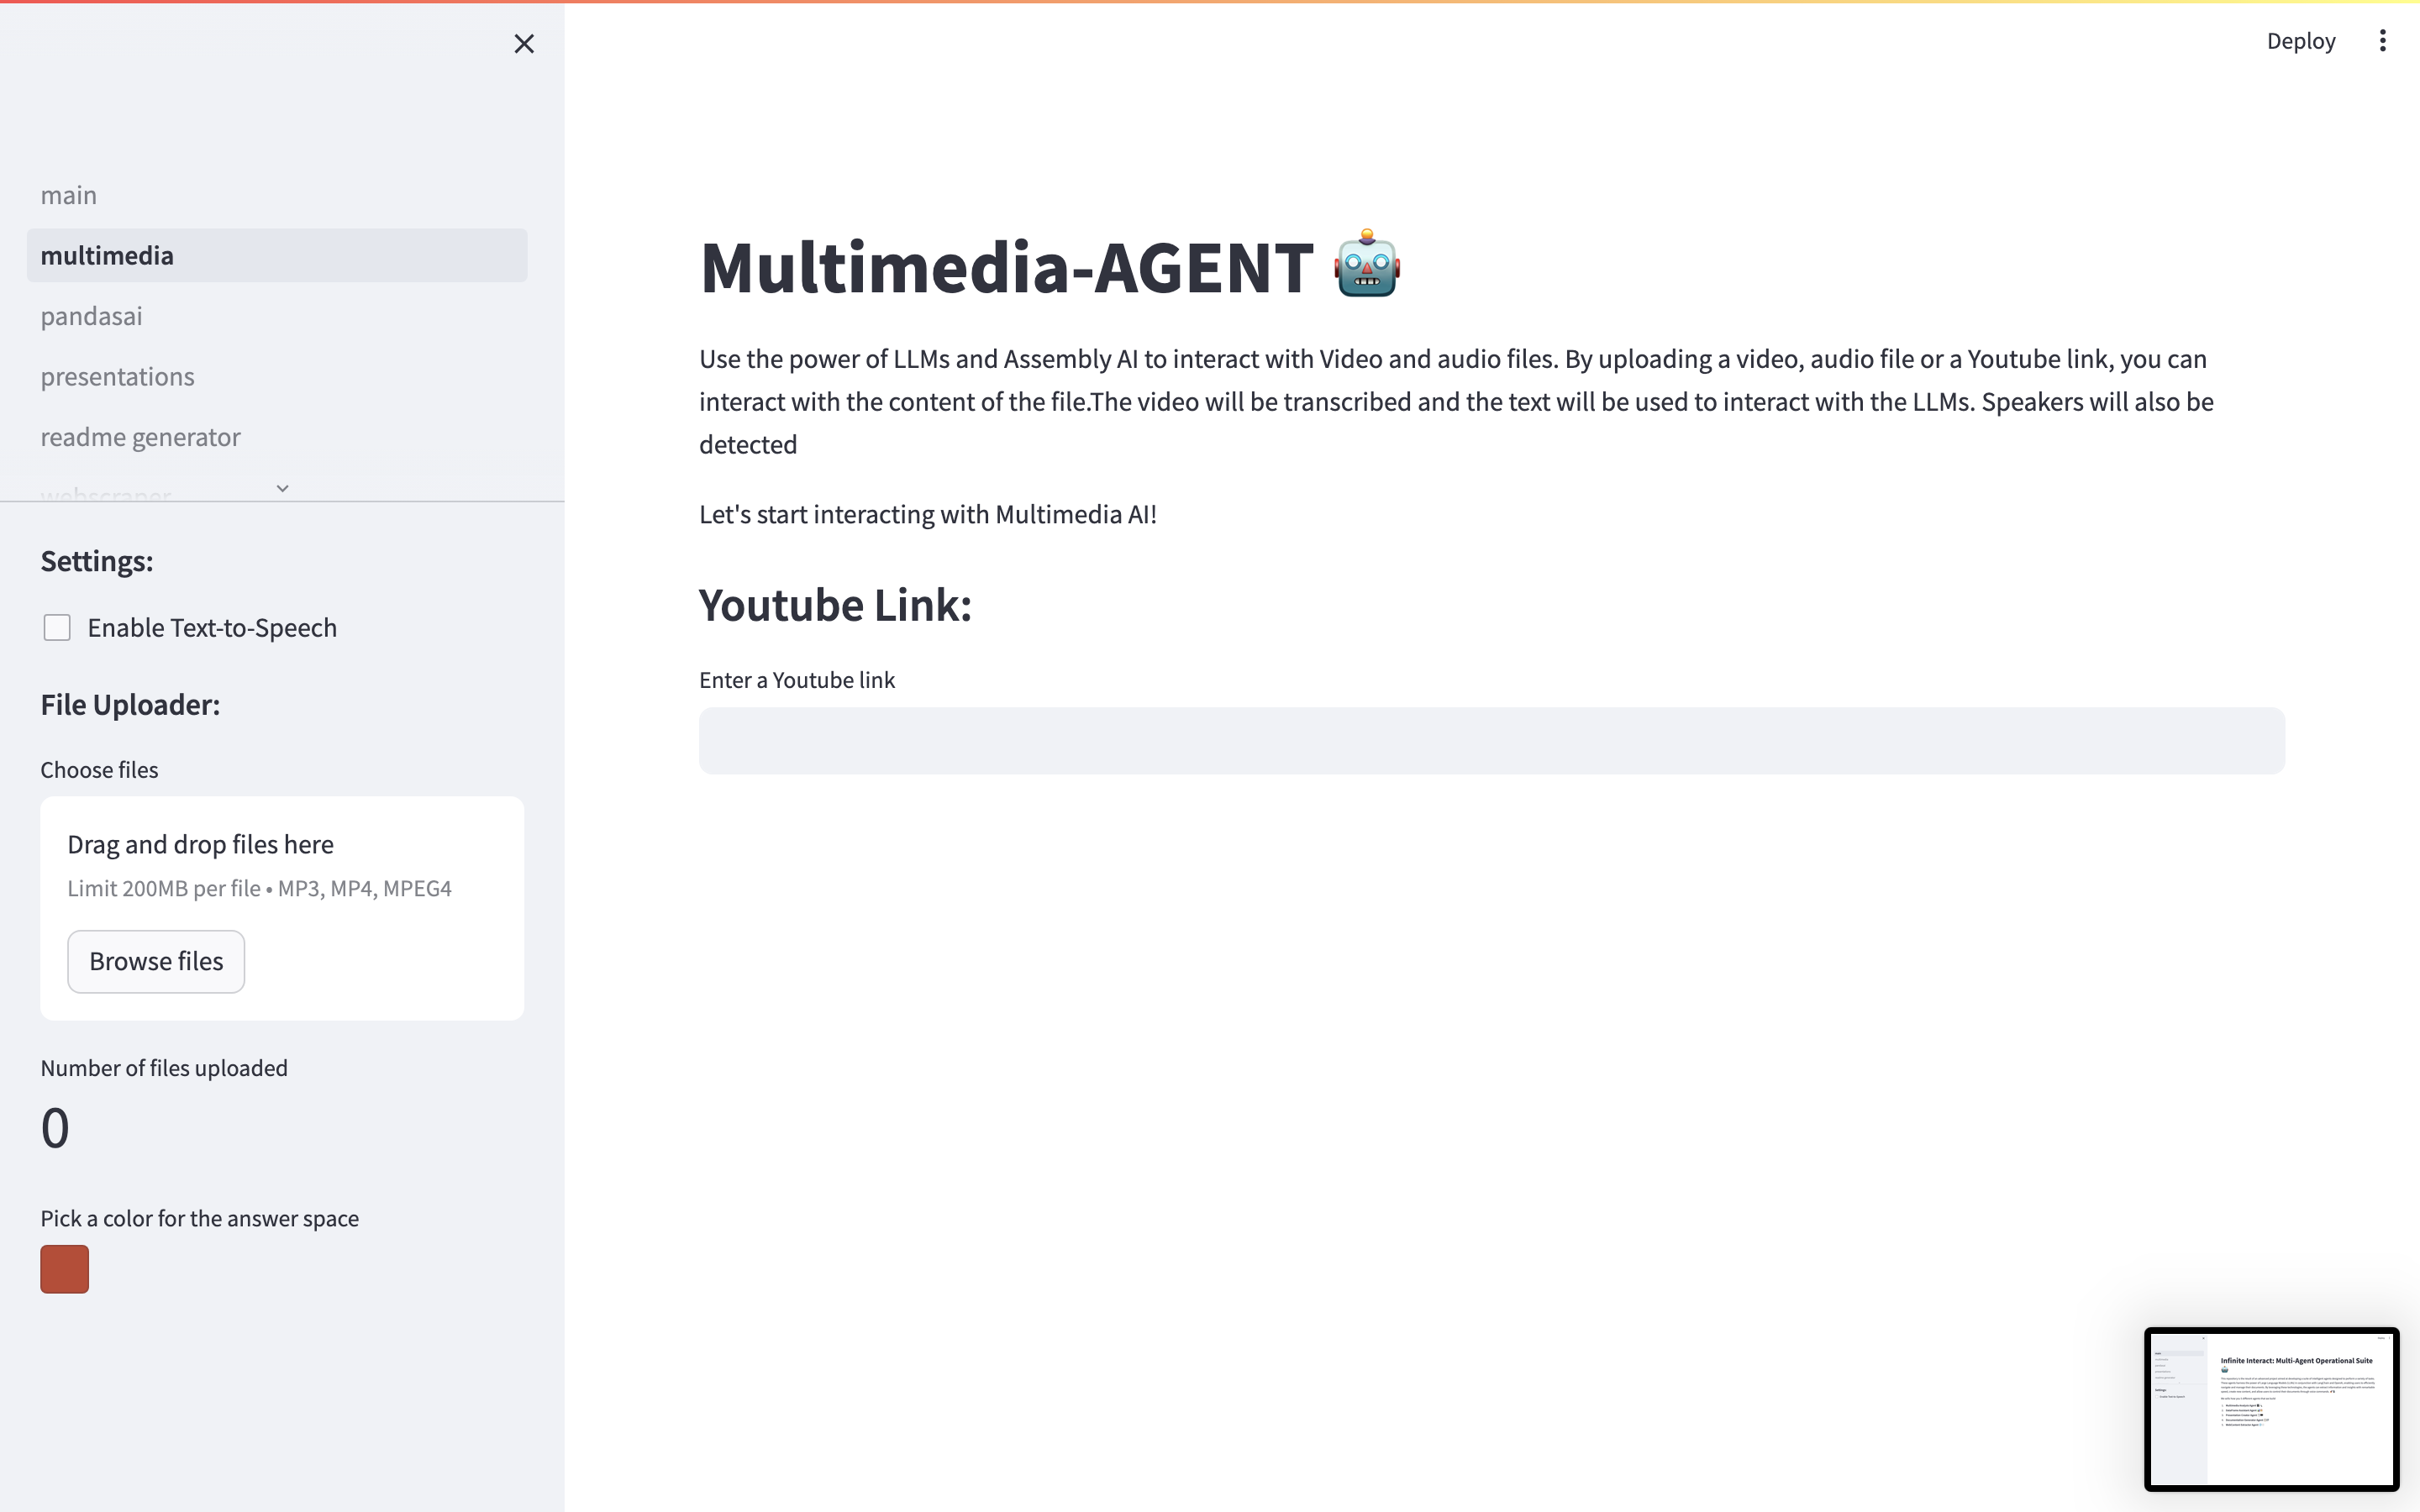 Deploy
main
multimedia
pandasai
presentations
readme generator
webscraper
Settings:
Enable Text-to-Speech
File Uploader:
Choose files
Drag and drop files here
Limit 200MB per file • MP3, MP4, MPEG4
Browse files
Number of files uploaded
0
Pick a color for the answer space
Multimedia-AGENT
Use the power of LLMs and Assembly AI to interact with Video and audio files. By uploading a video, audio file or a Youtube link, you can
interact with the content of the file.The video will be transcribed and the text will be used to interact with the LLMs. Speakers will also be
detected
Let's start interacting with Multimedia AI!
Youtube Link:
Enter a Youtube link
Infinite Interact: Multi-Agent Operational Suite